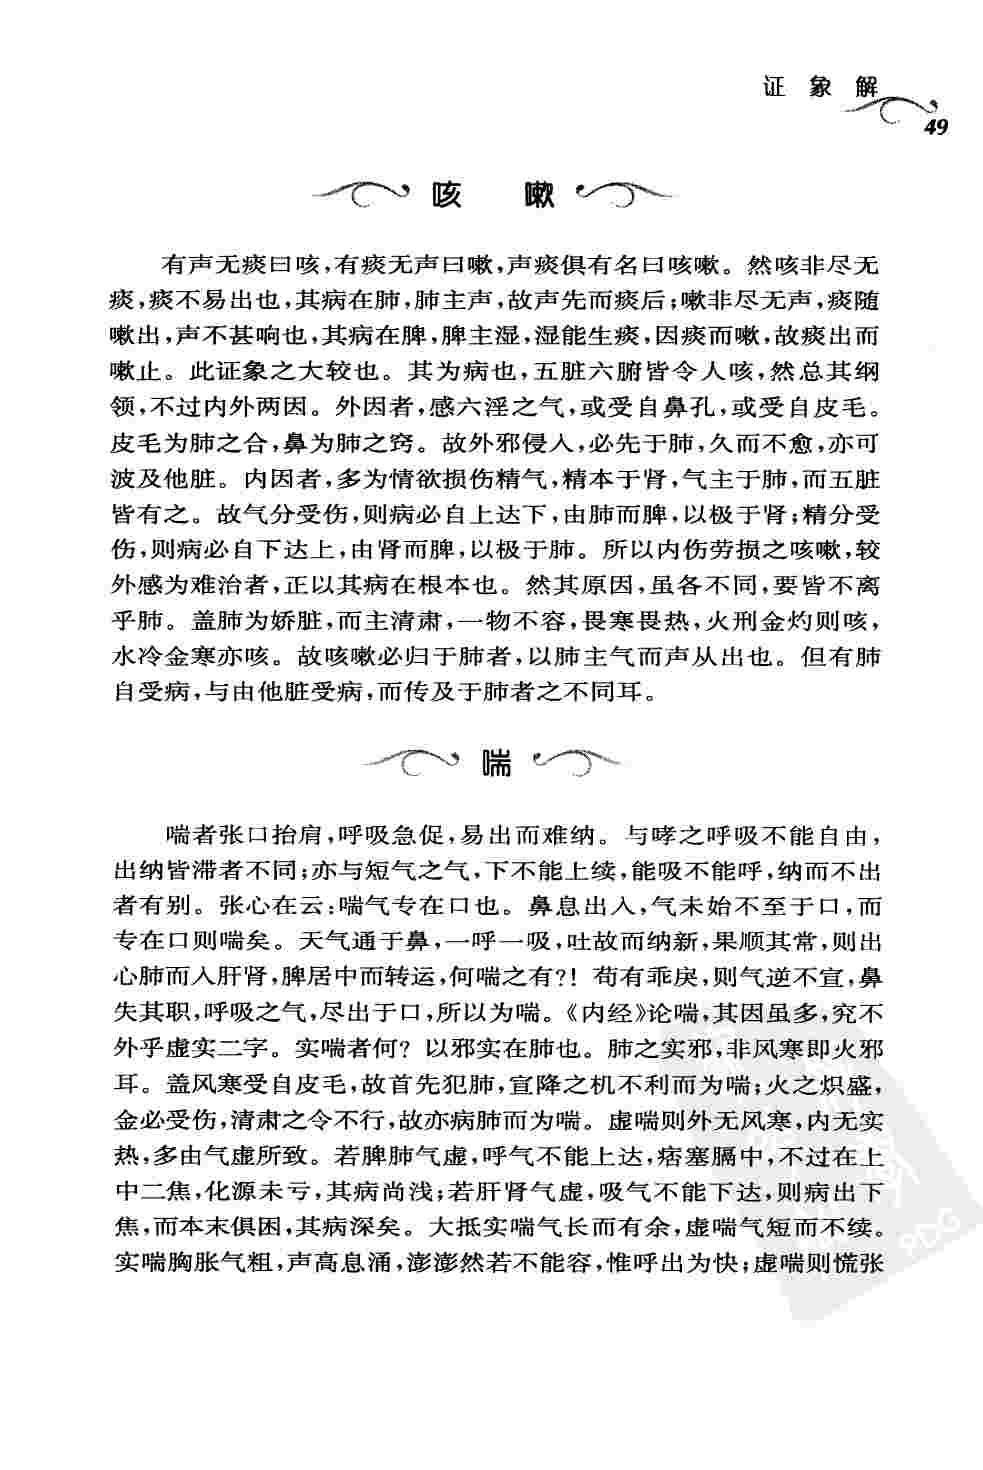 证象解
49
咳嗽
有声无痰曰咳,有痰无声曰嗽,声痰俱有名曰咳嗽。然咳非尽无
痰,痰不易出也,其病在肺,肺主声,故声先而痰后;嗽非尽无声,痰随
嗽出,声不甚响也,其病在脾,脾主湿,湿能生痰,因痰而嗽,故痰出而
嗽止。此证象之大较也。其为病也,五脏六腑皆令人咳,然总其纲
领,不过内外两因。外因者,感六淫之气,或受自鼻孔,或受自皮毛。
皮毛为肺之合,鼻为肺之窍。故外邪侵入,必先于肺,久而不愈,亦可
波及他脏。内因者,多为情欲损伤精气,精本于肾,气主于肺,而五脏
皆有之。故气分受伤,则病必自上达下,由肺而脾,以极于肾;精分受
伤,则病必自下达上,由肾而脾,以极于肺。所以内伤劳损之咳嗽,较
外感为难治者,正以其病在根本也。然其原因,虽各不同,要皆不离
乎肺。盖肺为娇脏,而主清肃,一物不容,畏寒畏热,火刑金灼则咳,
水冷金寒亦咳。故咳嗽必归于肺者,以肺主气而声从出也。但有肺
自受病,与由他脏受病,而传及于肺者之不同耳。
喘
喘者张口抬肩,呼吸急促,易出而难纳。与哮之呼吸不能自由,
出纳皆滞者不同;亦与短气之气,下不能上续,能吸不能呼,纳而不出
者有别。张心在云:喘气专在口也。鼻息出入,气未始不至于口,而
专在口则喘矣。天气通于鼻,一呼一吸,吐故而纳新,果顺其常,则出
心肺而入肝肾,脾居中而转运,何喘之有?!苟有乖戾,则气逆不宣,鼻
失其职,呼吸之气,尽出于口,所以为喘。《内经》论喘,其因虽多,究不
外乎虚实二字。实喘者何?以邪实在肺也。肺之实邪,非风寒即火邪
耳。盖风寒受自皮毛,故首先犯肺,宣降之机不利而为喘;火之炽盛,
金必受伤,清肃之令不行,故亦病肺而为喘。虚喘则外无风寒,内无实
热,多由气虚所致。若脾肺气虚,呼气不能上达,痞塞膈中,不过在上
中二焦,化源未亏,其病尚浅;若肝肾气虚,吸气不能下达,则病出下
焦,而本末俱困,其病深矣。大抵实喘气长而有余,虚喘气短而不续。
实喘胸胀气粗,声高息涌,澎澎然若不能容,惟呼出为快;虚喘则慌张
PDG